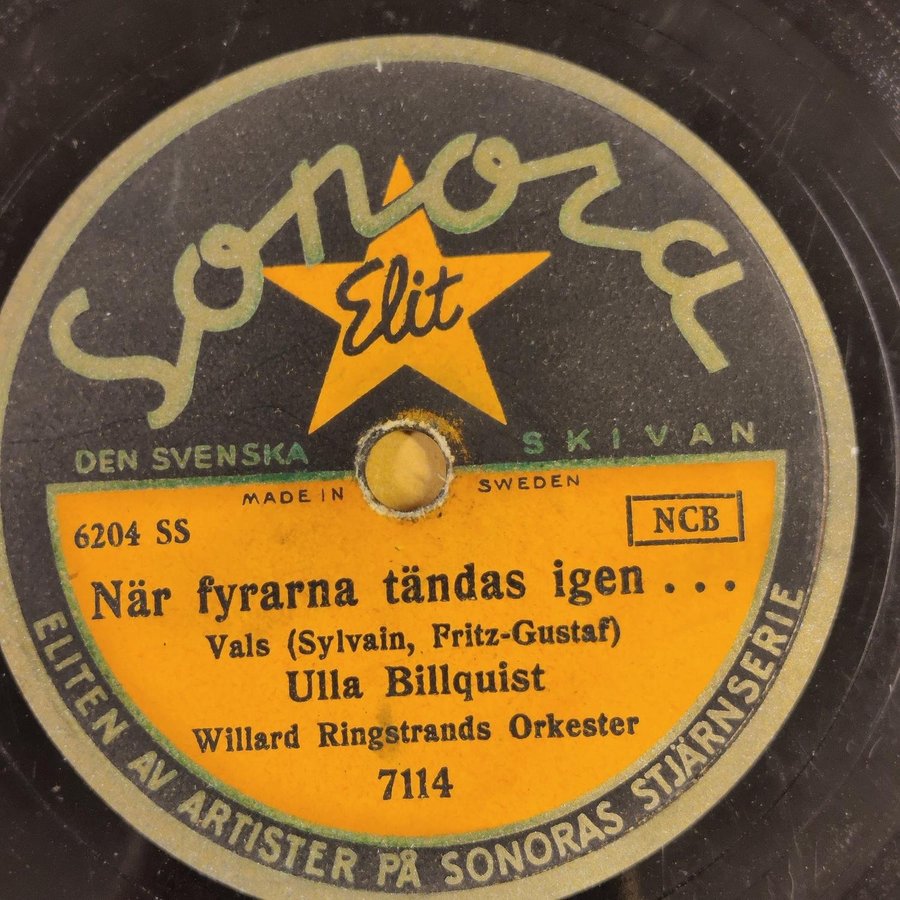 Sonora
Elit
DEN SVENSKA SKIVAN
MADE IN SWEDEN
6204 SS
NCB
När fyrarna tändas igen . . .
Vals (Sylvain, Fritz-Gustaf)
Ulla Billquist
Willard Ringstrands Orkester
7114
ELITEN AV ARTISTER PÅ SONORAS STJÄRNSERIE